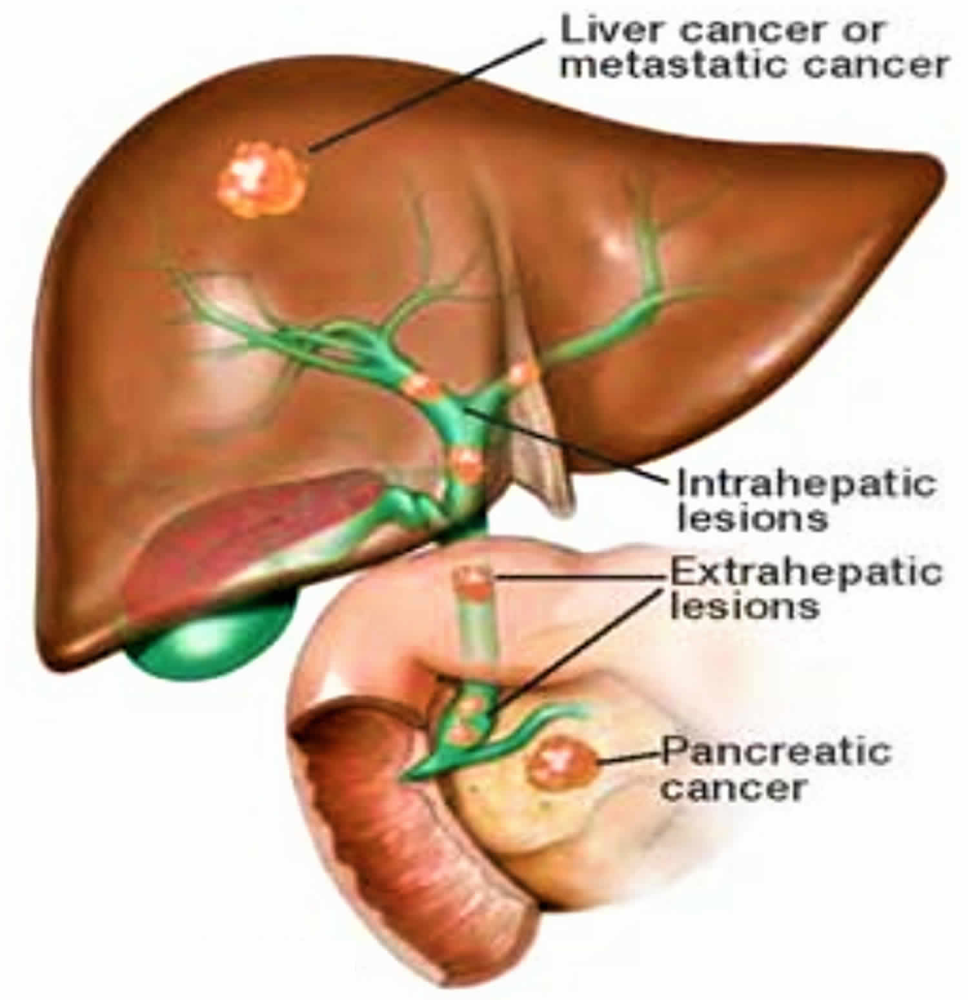 Liver cancer or
metastatic cancer
Intrahepatic
lesions
Extrahepatic
lesions
Pancreatic
cancer